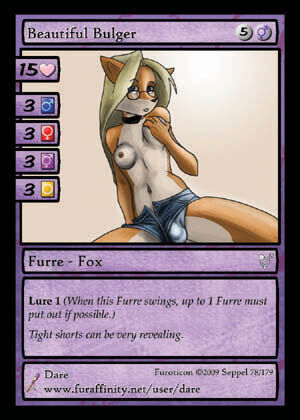 Beautiful Bulger 5
15
3
3
3
3
Furre - Fox
Lure 1 (When this Furre swings, up to 1 Furre must
put out if possible.)
Tight shorts can be very revealing.
Dare Furoticon ©2009 Seppel 78/179
www.furaffinity.net/user/dare